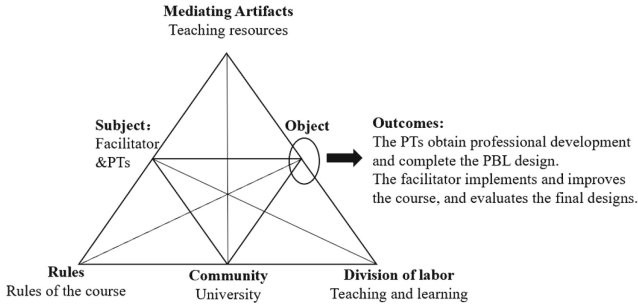 Mediating Artifacts
Teaching resources
Subject:
Facilitator
&PTs
Object
Outcomes:
The PTs obtain professional development
and complete the PBL design.
The facilitator implements and improves
the course, and evaluates the final designs.
Rules
Rules of the course
Community
University
Division of labor
Teaching and learning